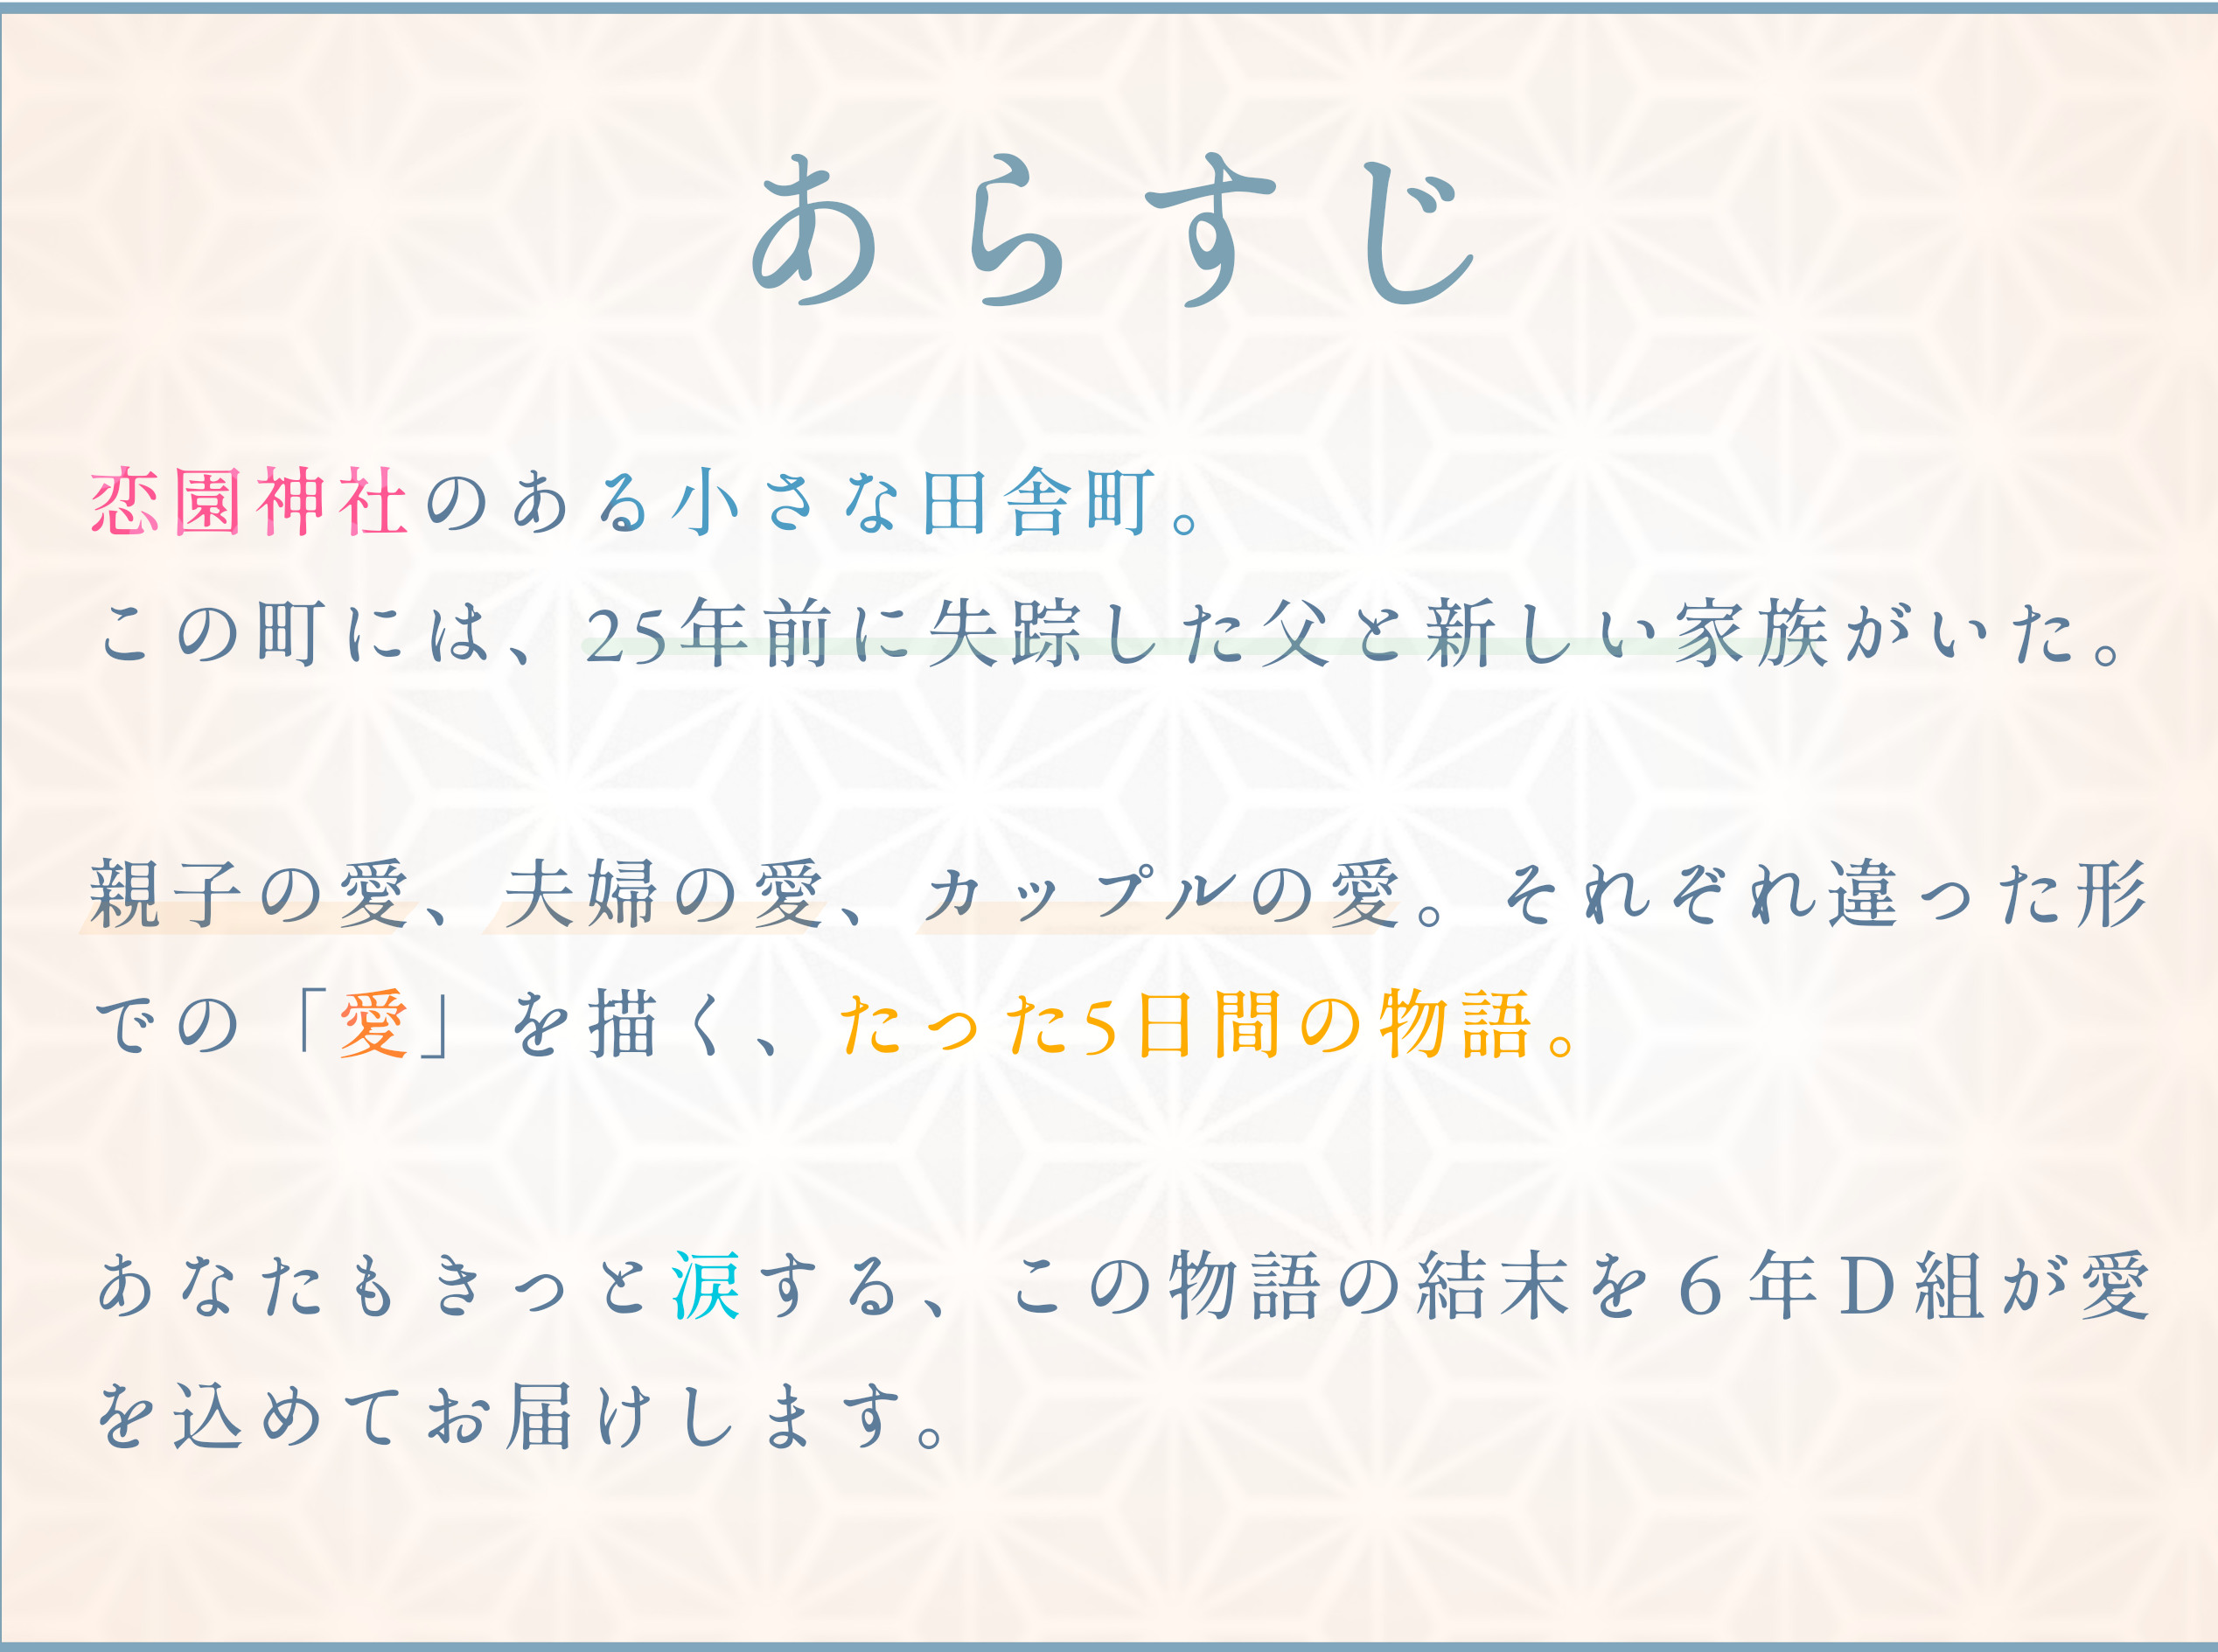 あらすじ
恋園神社のある小さな田舎町。
この町には、25年前に失踪した父と新しい家族がいた。
親子の愛、夫婦の愛、カップルの愛。それぞれ違った形
での「愛」を描く、たった5日間の物語。
あなたもきっと涙する、この物語の結末を６年Ｄ組が愛
を込めてお届けします。